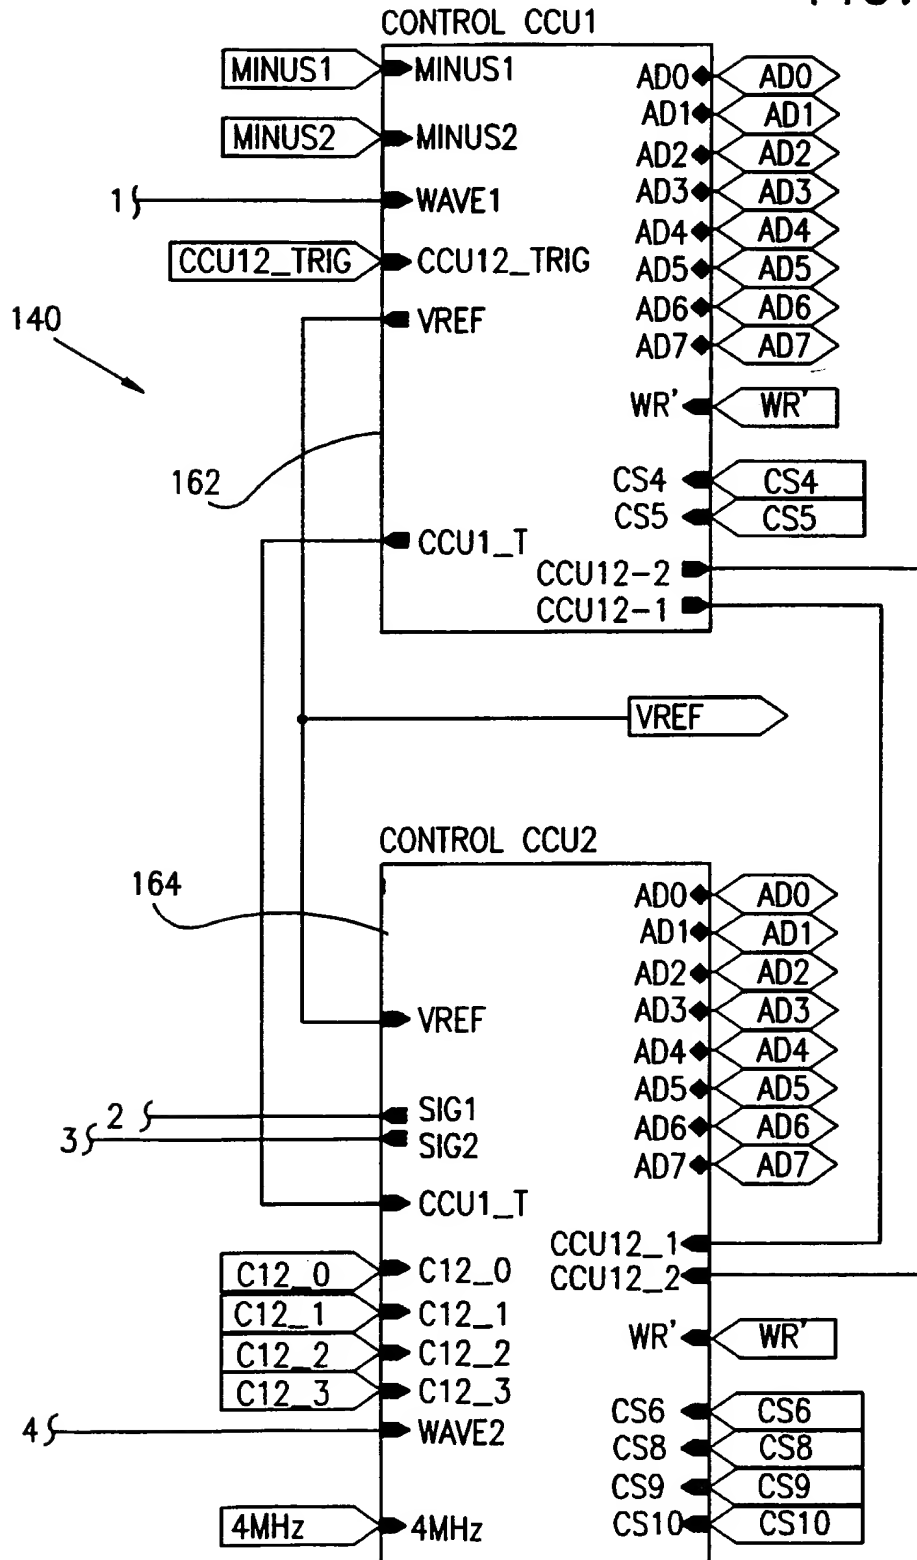 CONTROL CCU1
MINUS1 MINUS1 AD0 AD0
AD1 AD1
MINUS2 MINUS2 AD2 AD2
1 WAVE1 AD3 AD3
AD4 AD4
CCU12_TRIG CCU12_TRIG AD5 AD5
140 VREF AD6 AD6
AD7 AD7
WR' WR'
162 CS4 CS4
CS5 CS5
CCU1_T CCU12-2
CCU12-1
VREF
CONTROL CCU2
164 AD0 AD0
AD1 AD1
AD2 AD2
VREF AD3 AD3
AD4 AD4
AD5 AD5
2 SIG1 AD6 AD6
3 SIG2 AD7 AD7
CCU1_T
CCU12_1
C12_0 C12_0 CCU12_2
C12_1 C12_1
C12_2 C12_2 WR' WR'
C12_3 C12_3 CS6 CS6
4 WAVE2 CS8 CS8
CS9 CS9
4MHz 4MHz CS10 CS10